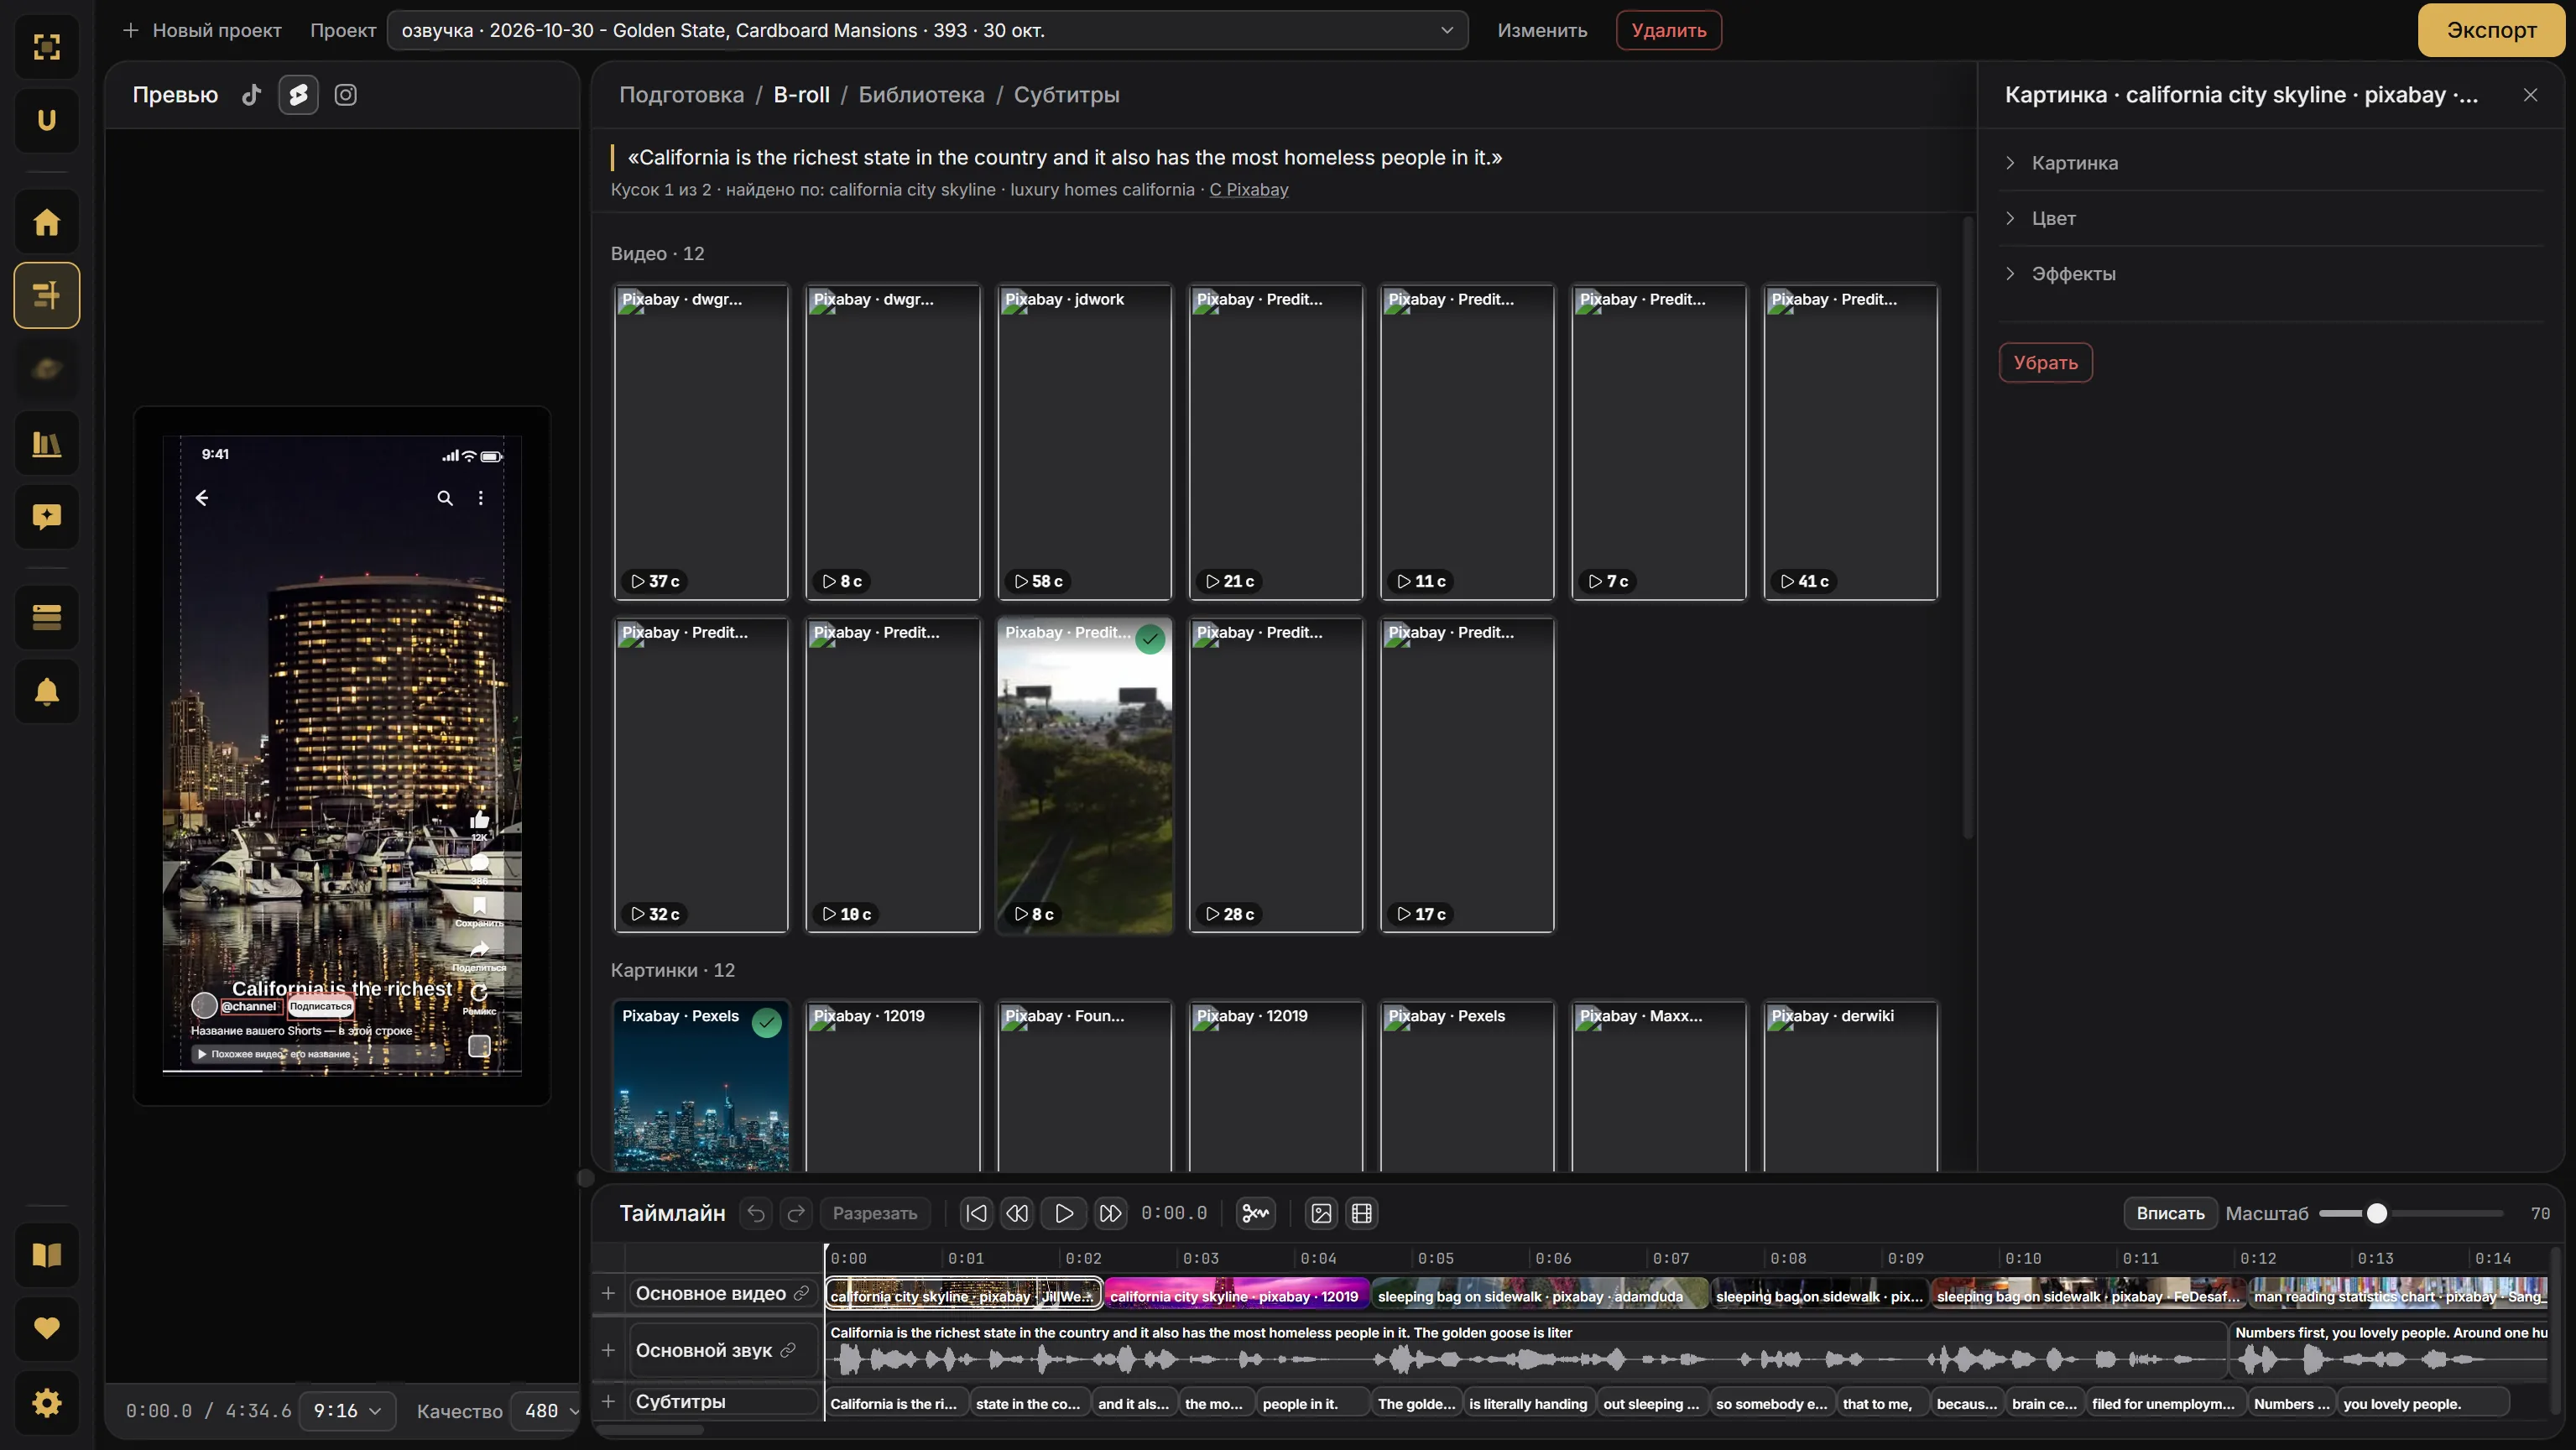 Новый проект
Проект
озвучка · 2026-10-30 - Golden State, Cardboard Mansions · 393 · 30 окт.
Изменить
Удалить
Экспорт
Превью
9:41
12K
Сохранить
Поделиться
California is the richest
@channel
Подписаться
Ремикс
Название вашего Shorts — в этой строке
Похожее видео · его название
0:00.0 / 4:34.6
9:16
Качество
480
Подготовка / B-roll / Библиотека / Субтитры
«California is the richest state in the country and it also has the most homeless people in it.»
Кусок 1 из 2 · найдено по: california city skyline · luxury homes california · С Pixabay
Видео · 12
Pixabay · dwgr...
Pixabay · dwgr...
Pixabay · jdwork
Pixabay · Predit...
Pixabay · Predit...
Pixabay · Predit...
Pixabay · Predit...
37 с
8 с
58 с
21 с
11 с
7 с
41 с
Pixabay · Predit...
Pixabay · Predit...
Pixabay · Predit...
Pixabay · Predit...
Pixabay · Predit...
32 с
10 с
8 с
28 с
17 с
Картинки · 12
Pixabay · Pexels
Pixabay · 12019
Pixabay · Foun...
Pixabay · 12019
Pixabay · Pexels
Pixabay · Maxx...
Pixabay · derwiki
Картинка · california city skyline · pixabay ·...
Картинка
Цвет
Эффекты
Убрать
Таймлайн
Разрезать
0:00.0
Вписать
Масштаб
70
0:00 0:01 0:02 0:03 0:04 0:05 0:06 0:07 0:08 0:09 0:10 0:11 0:12 0:13 0:14
Основное видео
california city skyline · pixabay · JillWe...
california city skyline · pixabay · 12019
sleeping bag on sidewalk · pixabay · adamduda
sleeping bag on sidewalk · pix...
sleeping bag on sidewalk · pixabay · FeDesaf...
man reading statistics chart · pixabay · Sang_
Основной звук
California is the richest state in the country and it also has the most homeless people in it. The golden goose is liter
Numbers first, you lovely people. Around one hu
Субтитры
California is the ri...
state in the co...
and it als...
the mo...
people in it.
The golde...
is literally handing
out sleeping ...
so somebody e...
that to me,
becaus...
brain ce...
filed for unemploym...
Numbers ...
you lovely people.